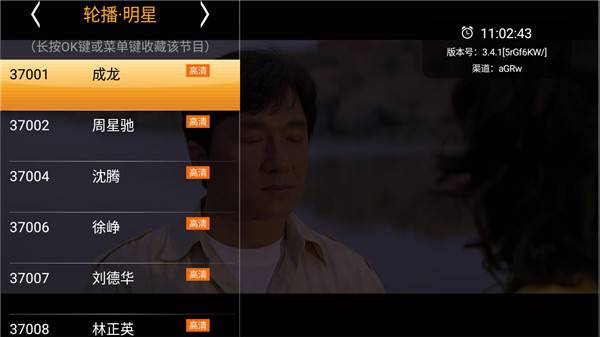 轮播·明星
(长按OK键或菜单键收藏该节目)
37001 成龙 高清
37002 周星驰 高清
37004 沈腾 高清
37006 徐峥 高清
37007 刘德华 高清
37008 林正英 高清
11:02:43
版本号：3.4.1[5rGf6KW/]
渠道：aGRw